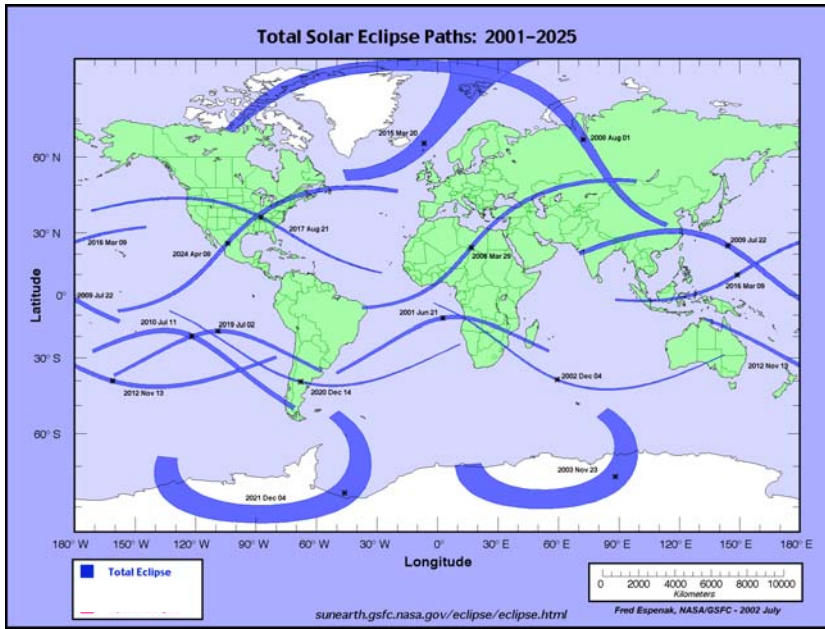 Total Solar Eclipse Paths: 2001-2025
2015 Mar 20
2008 Aug 01
60° N
2017 Aug 21
2016 Mar 09
2024 Apr 08
2006 Mar 29
2009 Jul 22
30° N
2016 Mar 09
Latitude
0°
2009 Jul 22
2010 Jul 11
2019 Jul 02
2001 Jun 21
2012 Nov 13
30° S
2012 Nov 13
2020 Dec 14
2002 Dec 04
60° S
2021 Dec 04
2003 Nov 23
180° W 150° W 120° W 90° W 60° W 30° W 0° 30° E 60° E 90° E 120° E 150° E 180° E
Longitude
Total Eclipse
0 2000 4000 6000 8000 10000
Kilometers
sunearth.gsfc.nasa.gov/eclipse/eclipse.html
Fred Espenak, NASA/GSFC - 2002 July